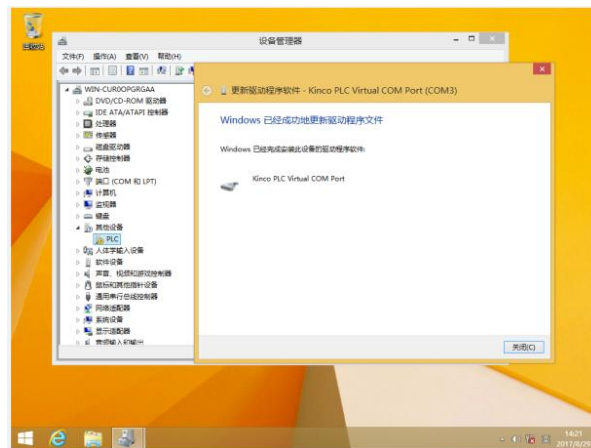 回收站
设备管理器
文件(F) 操作(A) 查看(V) 帮助(H)
WIN-CUR0OPGRGAA
DVD/CD-ROM 驱动器
IDE ATA/ATAPI 控制器
处理器
传感器
磁盘驱动器
存储控制器
电池
端口 (COM 和 LPT)
计算机
监视器
键盘
其他设备
PLC
人体学输入设备
软件设备
声音、视频和游戏控制器
鼠标和其他指针设备
通用串行总线控制器
网络适配器
系统设备
显示适配器
音频输入和输出
更新驱动程序软件 - Kinco PLC Virtual COM Port (COM3)
Windows 已经成功地更新驱动程序文件
Windows 已经完成安装此设备的驱动程序软件:
Kinco PLC Virtual COM Port
关闭(C)
14:21
2017/8/29